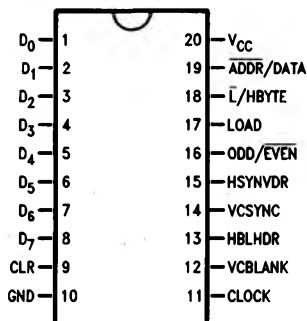 D0 1 20 VCC
D1 2 19 A̅D̅D̅R̅/DATA
D2 3 18 L̅/HBYTE
D3 4 17 LOAD
D4 5 16 ODD/E̅V̅E̅N̅
D5 6 15 HSYNVDR
D6 7 14 VCSYNC
D7 8 13 HBLHDR
CLR 9 12 VCBLANK
GND 10 11 CLOCK